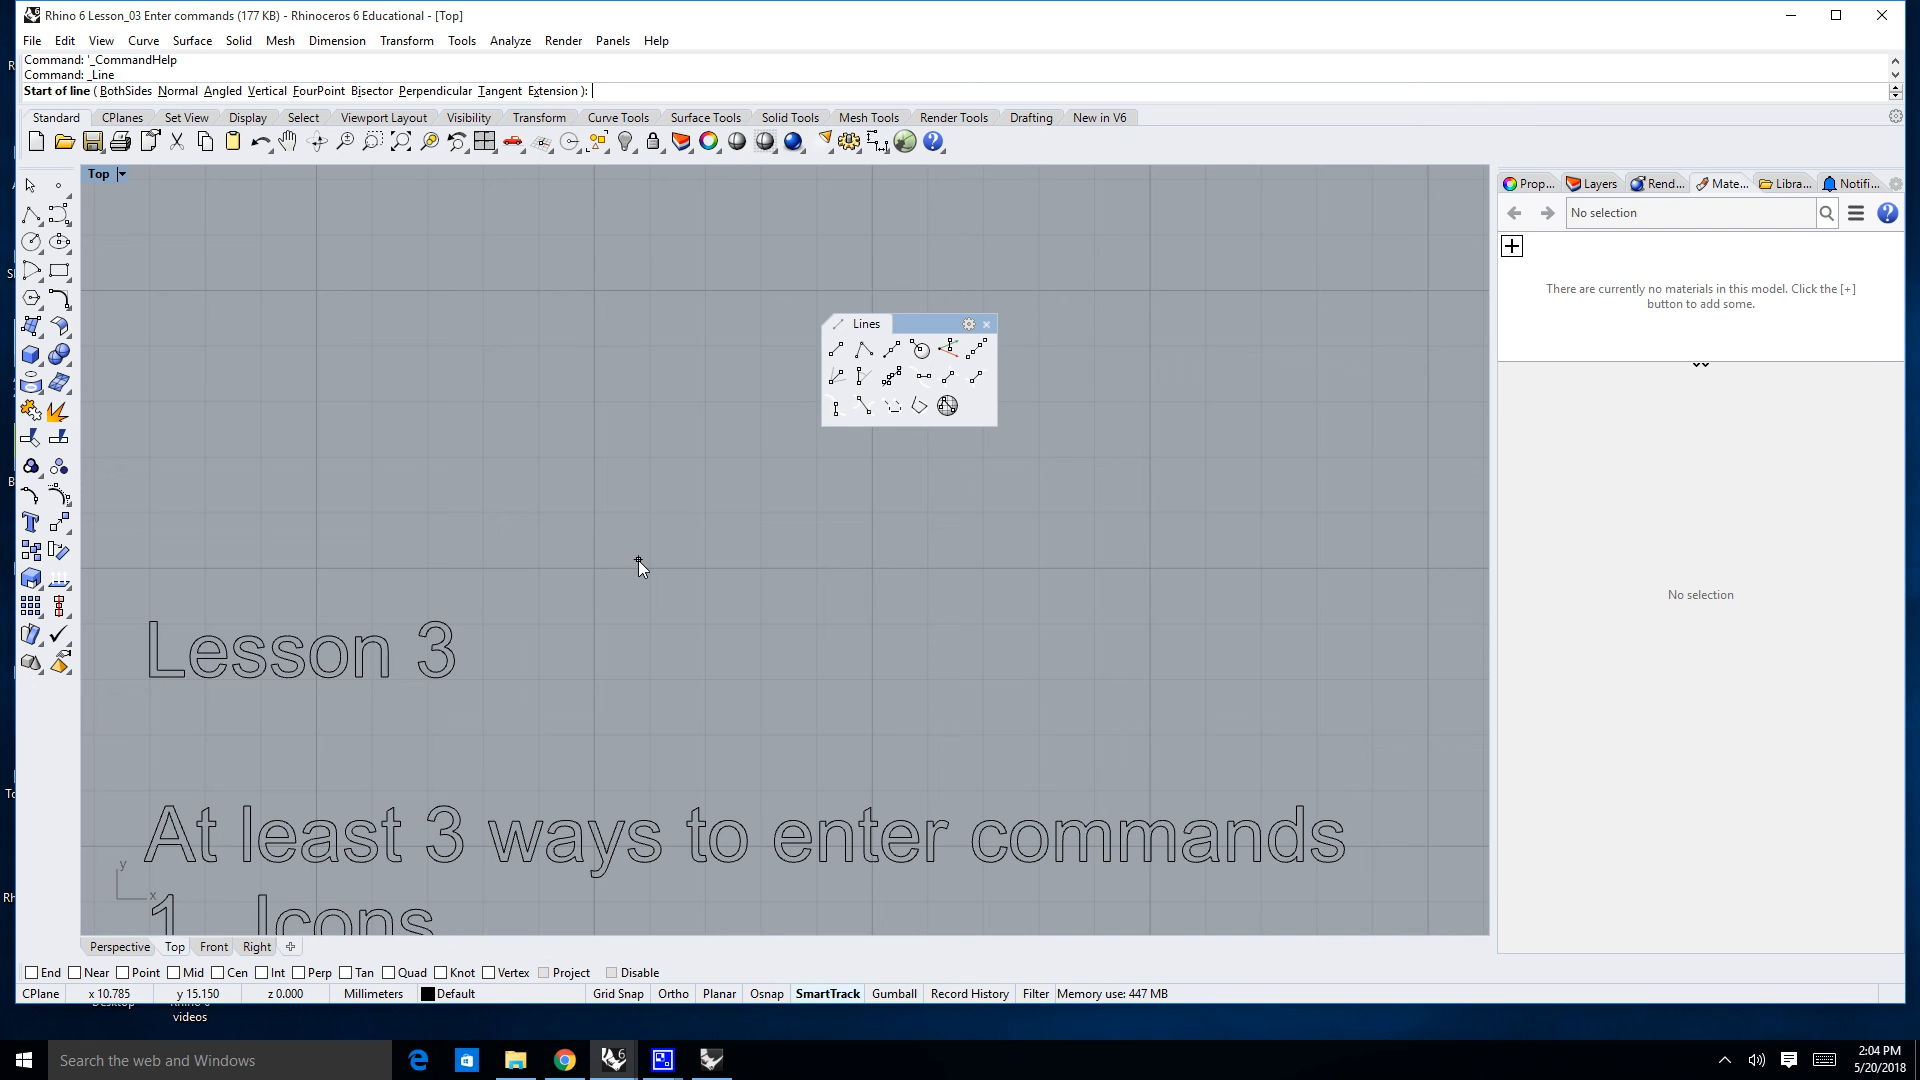 Rhino 6 Lesson_03 Enter commands (177 KB) - Rhinoceros 6 Educational - [Top]
File Edit View Curve Surface Solid Mesh Dimension Transform Tools Analyze Render Panels Help
Command: '_CommandHelp
Command: _Line
Start of line ( BothSides Normal Angled Vertical FourPoint Bisector Perpendicular Tangent Extension ):
Standard CPlanes Set View Display Select Viewport Layout Visibility Transform Curve Tools Surface Tools Solid Tools Mesh Tools Render Tools Drafting New in V6
Top
Prop... Layers Rend... Mate... Libra... Notifi...
No selection
There are currently no materials in this model. Click the [+]
button to add some.
Lines
No selection
Lesson 3
At least 3 ways to enter commands
1. Icons
y
x
Perspective Top Front Right
End Near Point Mid Cen Int Perp Tan Quad Knot Vertex Project Disable
CPlane x 10.785 y 15.150 z 0.000 Millimeters Default Grid Snap Ortho Planar Osnap SmartTrack Gumball Record History Filter Memory use: 447 MB
videos
Search the web and Windows
6
2:04 PM
5/20/2018